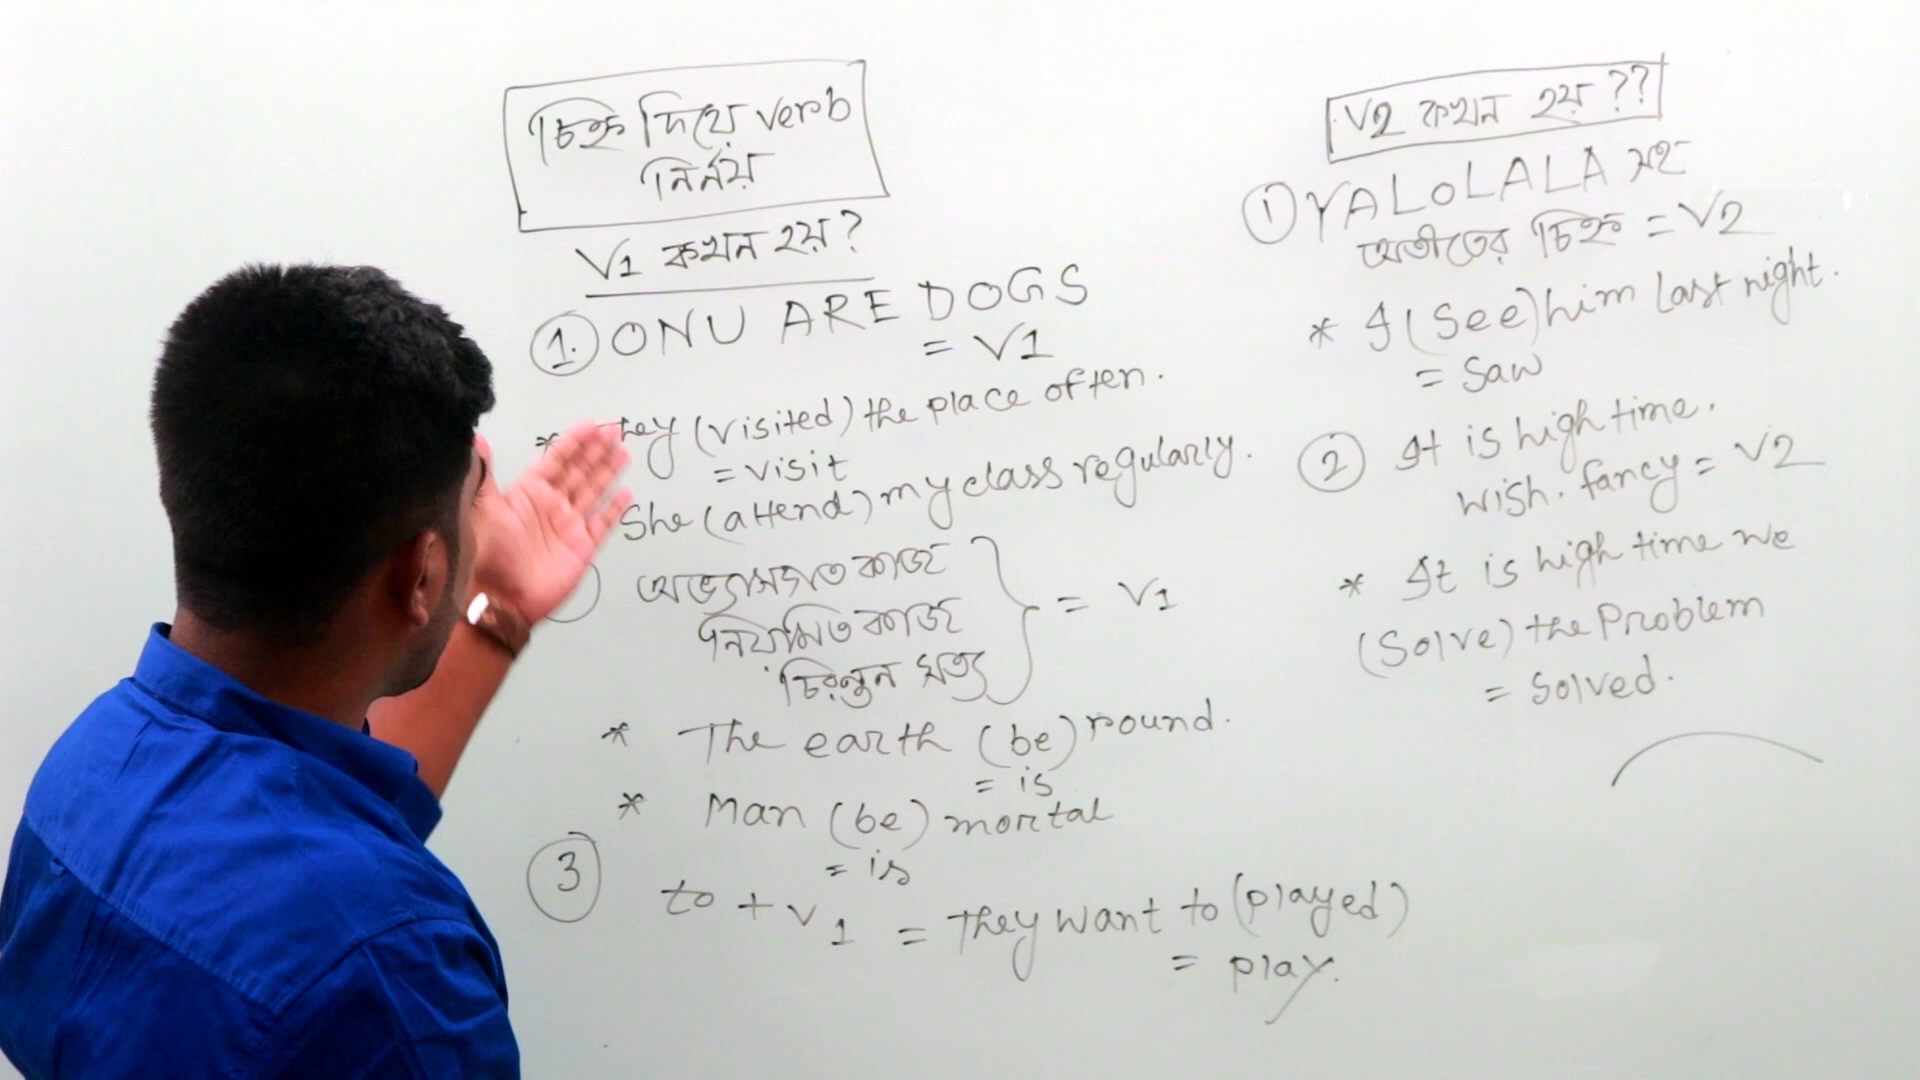 চিহ্ন দিয়ে verb
নির্নয়
V1 কখন হয়?
1. ONU ARE DOGS
= V1
* They (visited) the place often.
= visit
She (attend) my class regularly.
অভ্যাসগত কাজ
নিয়মিত কাজ
চিরন্তন সত্য
= V1
* The earth (be) round.
= is
* Man (be) mortal
= is
3 to + V1 = They want to (played)
= play.
V2 কখন হয় ??
1 YALOLALA সহ
অতীতের চিহ্ন = V2
* I (See) him last night.
= Saw
2 It is high time.
wish. fancy = V2
* It is high time we
(Solve) the Problem
= Solved.